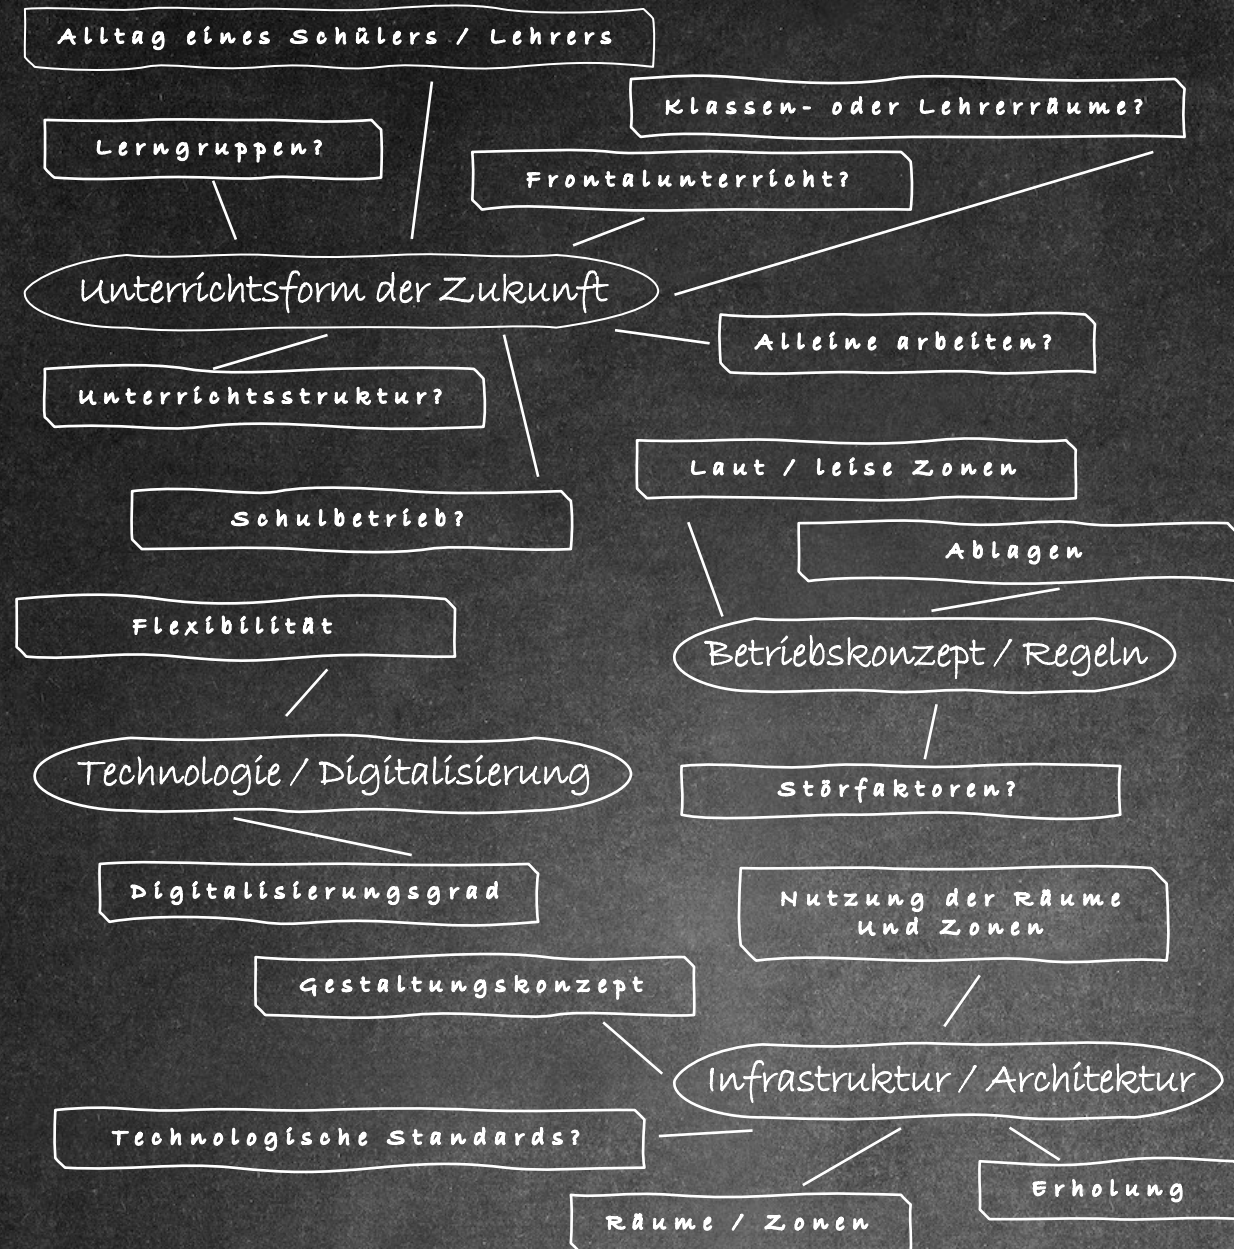 Alltag eines Schülers / Lehrers
Klassen- oder Lehrerräume?
Lerngruppen?
Frontalunterricht?
Unterrichtsform der Zukunft
Alleine arbeiten?
Unterrichtsstruktur?
Laut / leise Zonen
Schulbetrieb?
Ablagen
Flexibilität
Betriebskonzept / Regeln
Technologie / Digitalisierung
Störfaktoren?
Digitalisierungsgrad
Nutzung der Räume
und Zonen
Gestaltungskonzept
Infrastruktur / Architektur
Technologische Standards?
Erholung
Räume / Zonen